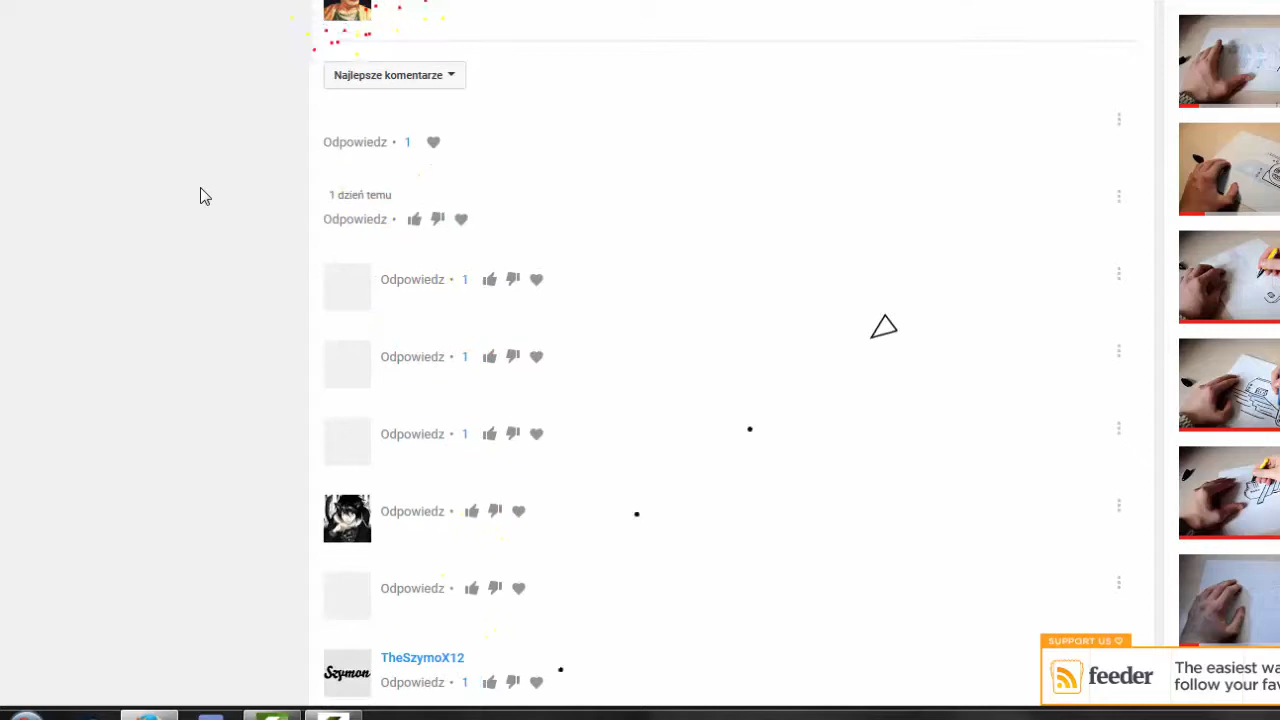 Najlepsze komentarze
Odpowiedz • 1
1 dzień temu
Odpowiedz •
Odpowiedz • 1
Odpowiedz • 1
Odpowiedz • 1
Odpowiedz •
Odpowiedz •
TheSzymoX12
Szymon
Odpowiedz • 1
SUPPORT US ♡
feeder
The easiest wa
follow your fav